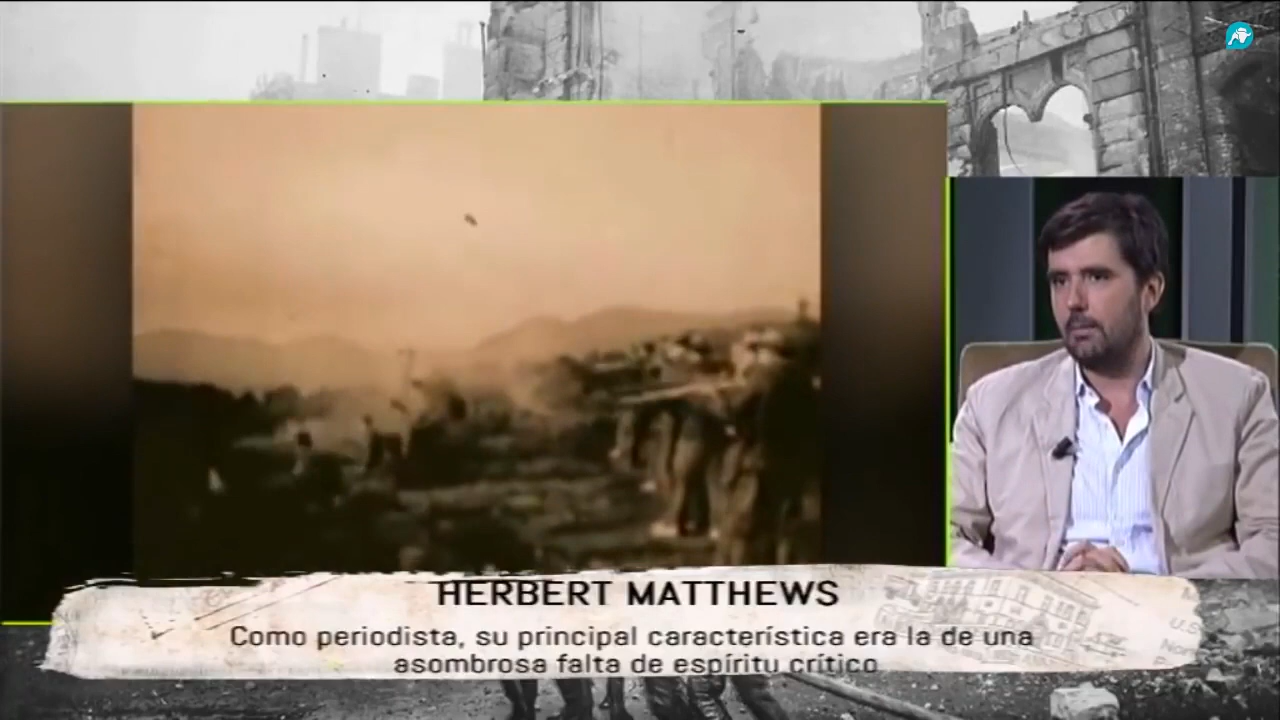 HERBERT MATTHEWS
Como periodista, su principal característica era la de una
asombrosa falta de espíritu crítico